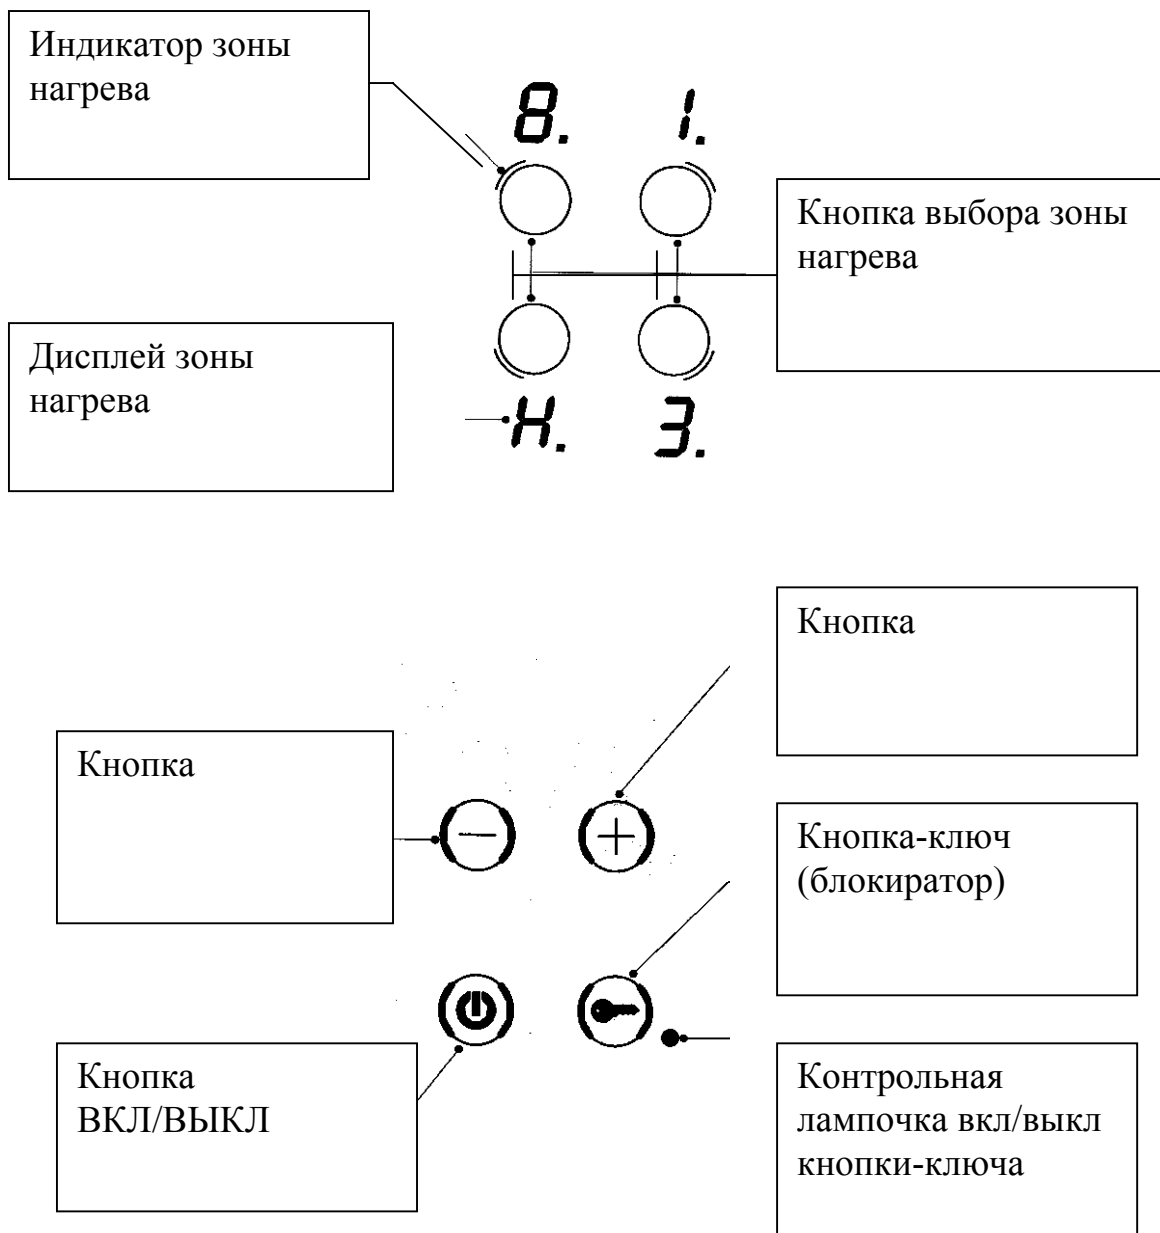 Индикатор зоны
нагрева
8. 1.
Кнопка выбора зоны
нагрева
Дисплей зоны
нагрева
H. 3.
Кнопка
Кнопка
− +
Кнопка-ключ
(блокиратор)
Кнопка
ВКЛ/ВЫКЛ
Контрольная
лампочка вкл/выкл
кнопки-ключа